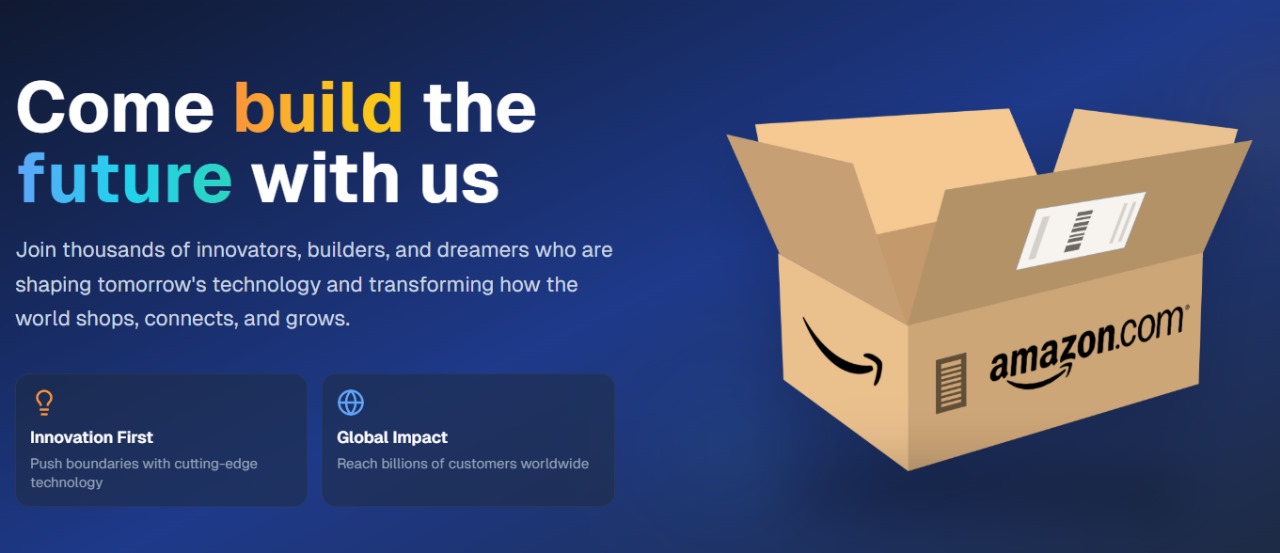 Come build the
future with us
Join thousands of innovators, builders, and dreamers who are
shaping tomorrow's technology and transforming how the
world shops, connects, and grows.
Innovation First
Push boundaries with cutting-edge
technology
Global Impact
Reach billions of customers worldwide
amazon.com